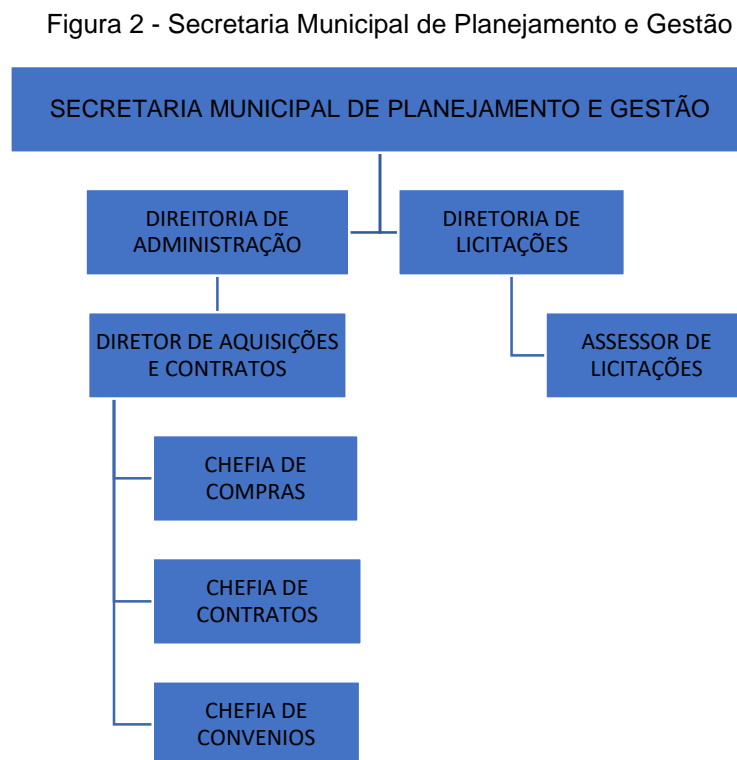 Figura 2 - Secretaria Municipal de Planejamento e Gestão
SECRETARIA MUNICIPAL DE PLANEJAMENTO E GESTÃO
DIREITORIA DE
ADMINISTRAÇÃO
DIRETORIA DE
LICITAÇÕES
DIRETOR DE AQUISIÇÕES
E CONTRATOS
ASSESSOR DE
LICITAÇÕES
CHEFIA DE
COMPRAS
CHEFIA DE
CONTRATOS
CHEFIA DE
CONVENIOS